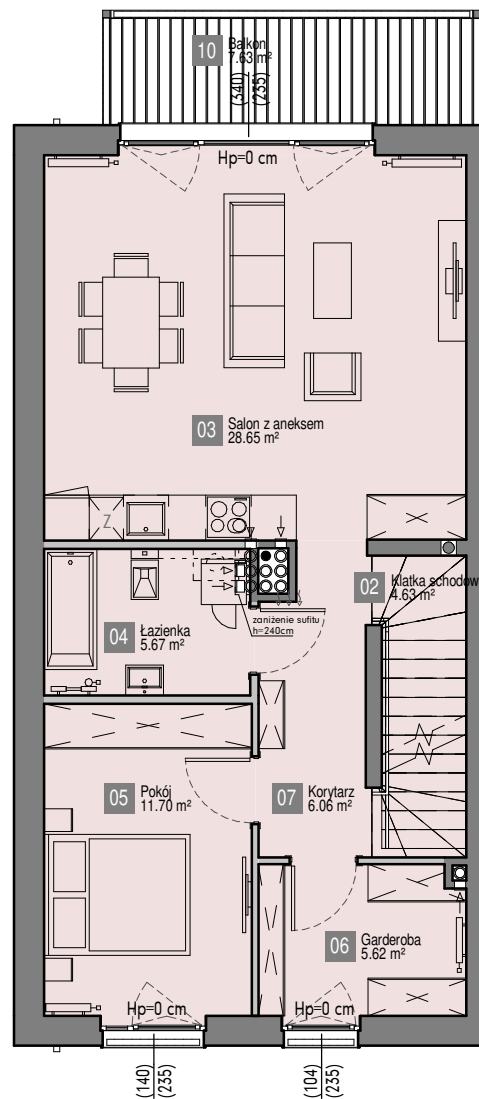 10 Balkon
7.63 m²
(340)
(235)
Hp=0 cm
03 Salon z aneksem
28.65 m²
Z
02 Klatka schodow
4.63 m²
zaniżenie sufitu
h=240cm
04 Łazienka
5.67 m²
05 Pokój
11.70 m²
07 Korytarz
6.06 m²
06 Garderoba
5.62 m²
Hp=0 cm
Hp=0 cm
(140)
(235)
(104)
(235)